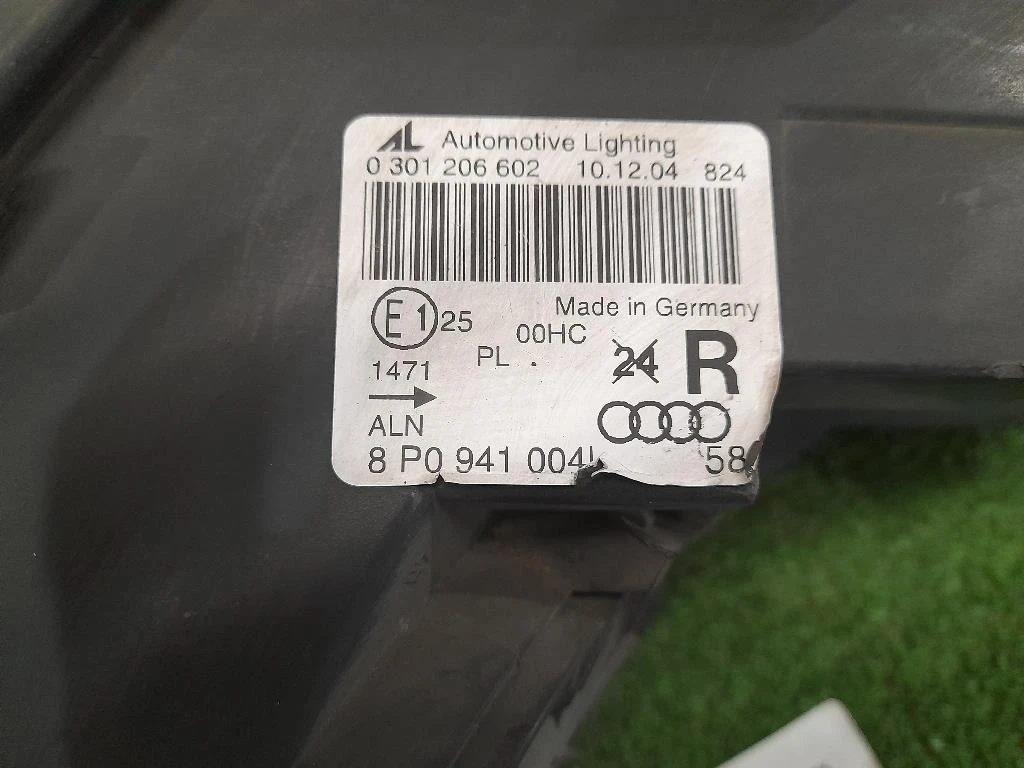 AL Automotive Lighting
0 301 206 602 10.12.04 824
Made in Germany
E1 25 00HC
PL . 24 R
1471
ALN
8 P0 941 004 58